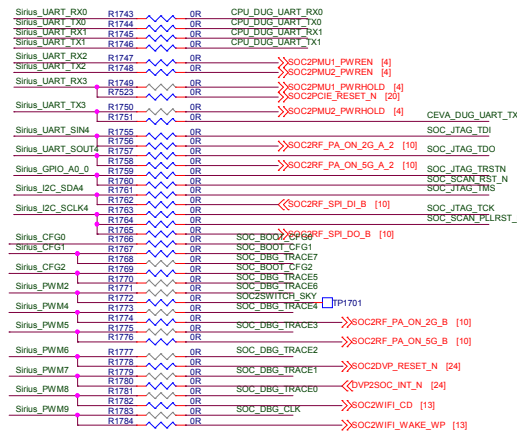 Sirius_UART_RX0 R1743 0R CPU_DUG_UART_RX0
Sirius_UART_TX0 R1744 0R CPU_DUG_UART_TX0
Sirius_UART_RX1 R1745 0R CPU_DUG_UART_RX1
Sirius_UART_TX1 R1746 0R CPU_DUG_UART_TX1
Sirius_UART_RX2 R1747 0R SOC2PMU1_PWREN [4]
Sirius_UART_TX2 R1748 0R SOC2PMU2_PWREN [4]
Sirius_UART_RX3 R1749 0R SOC2PMU1_PWRHOLD [4]
R7523 0R SOC2PCIE_RESET_N [20]
Sirius_UART_TX3 R1750 0R SOC2PMU2_PWRHOLD [4]
R1751 0R CEVA_DUG_UART_TX
Sirius_UART_SIN4 R1755 0R SOC_JTAG_TDI
R1756 0R SOC2RF_PA_ON_2G_A_2 [10]
Sirius_UART_SOUT4 R1757 0R SOC_JTAG_TDO
R1758 0R SOC2RF_PA_ON_5G_A_2 [10]
Sirius_GPIO_A0_0 R1759 0R SOC_JTAG_TRSTN
R1760 0R SOC_SCAN_RST_N
Sirius_I2C_SDA4 R1761 0R SOC_JTAG_TMS
R1762 0R SOC2RF_SPI_DI_B [10]
Sirius_I2C_SCLK4 R1763 0R SOC_JTAG_TCK
R1764 0R SOC_SCAN_PLLRST_
R1765 0R SOC2RF_SPI_DO_B [10]
Sirius_CFG0 R1766 0R SOC_BOOT_CFG0
Sirius_CFG1 R1767 0R SOC_BOOT_CFG1
R1768 0R SOC_DBG_TRACE7
Sirius_CFG2 R1769 0R SOC_BOOT_CFG2
R1770 0R SOC_DBG_TRACE5
Sirius_PWM2 R1771 0R SOC_DBG_TRACE6
R1772 0R SOC2SWITCH_SKY TP1701
Sirius_PWM4 R1773 0R SOC_DBG_TRACE4
R1774 0R SOC2RF_PA_ON_2G_B [10]
Sirius_PWM5 R1775 0R SOC_DBG_TRACE3
R1776 0R SOC2RF_PA_ON_5G_B [10]
Sirius_PWM6 R1777 0R SOC_DBG_TRACE2
R1778 0R SOC2DVP_RESET_N [24]
Sirius_PWM7 R1779 0R SOC_DBG_TRACE1
R1780 0R DVP2SOC_INT_N [24]
Sirius_PWM8 R1781 0R SOC_DBG_TRACE0
R1782 0R SOC2WIFI_CD [13]
Sirius_PWM9 R1783 0R SOC_DBG_CLK
R1784 0R SOC2WIFI_WAKE_WP [13]